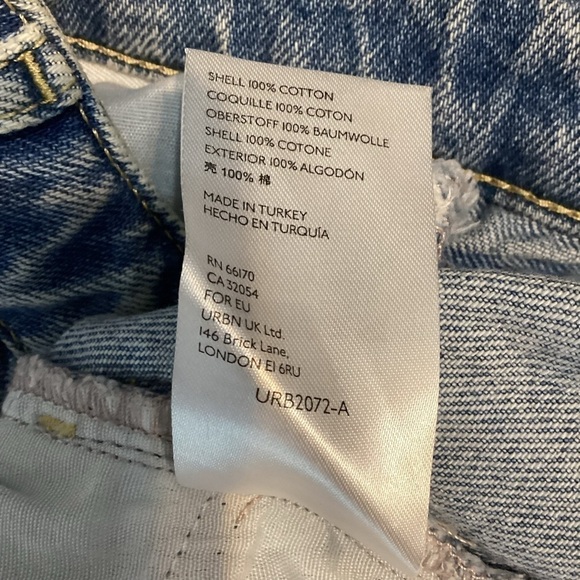 SHELL 100% COTTON
COQUILLE 100% COTON
OBERSTOFF 100% BAUMWOLLE
SHELL 100% COTONE
EXTERIOR 100% ALGODÓN
売 100% 棉
MADE IN TURKEY
HECHO EN TURQUÍA
RN 66170
CA 32054
FOR EU
URBN UK Ltd.
146 Brick Lane,
LONDON E1 6RU
URB2072-A